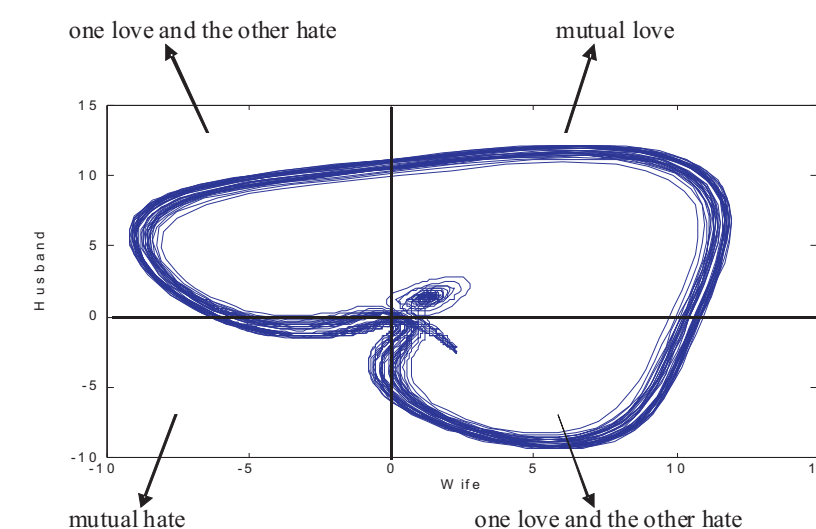 one love and the other hate
mutual love
15
10
5
0
-5
-10
Husband
-10 -5 0 5 10 1
Wife
mutual hate
one love and the other hate